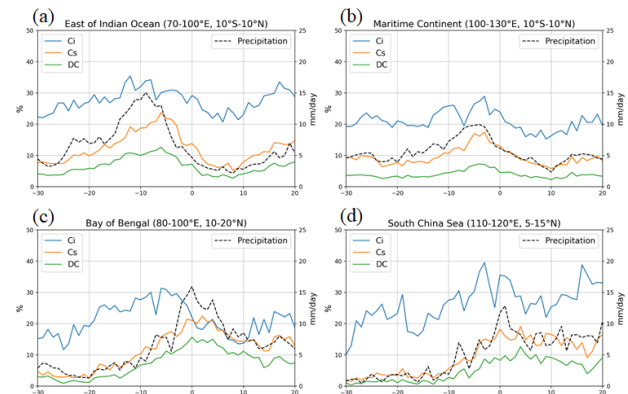 (a)
East of Indian Ocean (70-100°E, 10°S-10°N)
50
40
30
20
10
0
%
Ci
Cs
DC
Precipitation
25
20
15
10
5
0
mm/day
−30
−20
−10
0
10
20
(b)
Maritime Continent (100-130°E, 10°S-10°N)
50
40
30
20
10
0
%
Ci
Cs
DC
Precipitation
25
20
15
10
5
0
mm/day
−30
−20
−10
0
10
20
(c)
Bay of Bengal (80-100°E, 10-20°N)
50
40
30
20
10
0
%
Ci
Cs
DC
Precipitation
25
20
15
10
5
0
mm/day
−30
−20
−10
0
10
20
(d)
South China Sea (110-120°E, 5-15°N)
50
40
30
20
10
0
%
Ci
Cs
DC
Precipitation
25
20
15
10
5
0
mm/day
−30
−20
−10
0
10
20